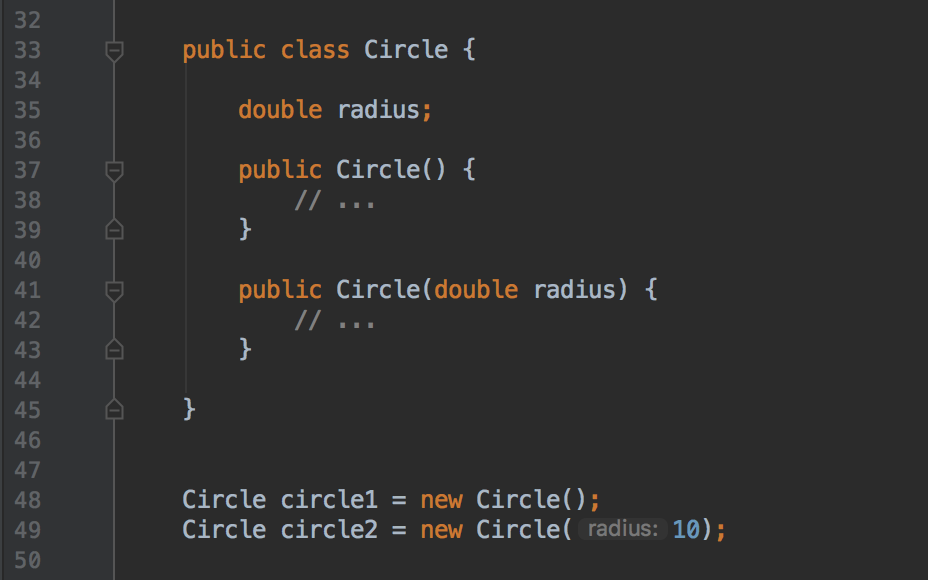 32
33 public class Circle {
34
35 double radius;
36
37 public Circle() {
38 // ...
39 }
40
41 public Circle(double radius) {
42 // ...
43 }
44
45 }
46
47
48 Circle circle1 = new Circle();
49 Circle circle2 = new Circle( radius: 10);
50